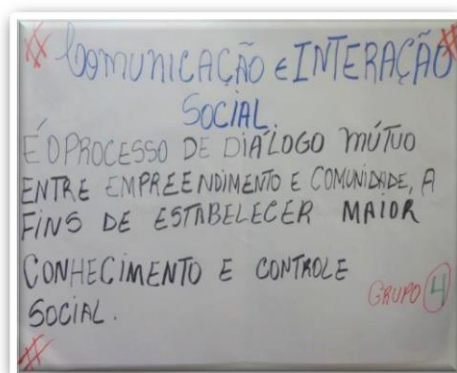 COMUNICAÇÃO E INTERAÇÃO
SOCIAL.
É O PROCESSO DE DIÁLOGO MÚTUO
ENTRE EMPREENDIMENTO E COMUNIDADE, A
FINS DE ESTABELECER MAIOR
CONHECIMENTO E CONTROLE
SOCIAL.
GRUPO 4